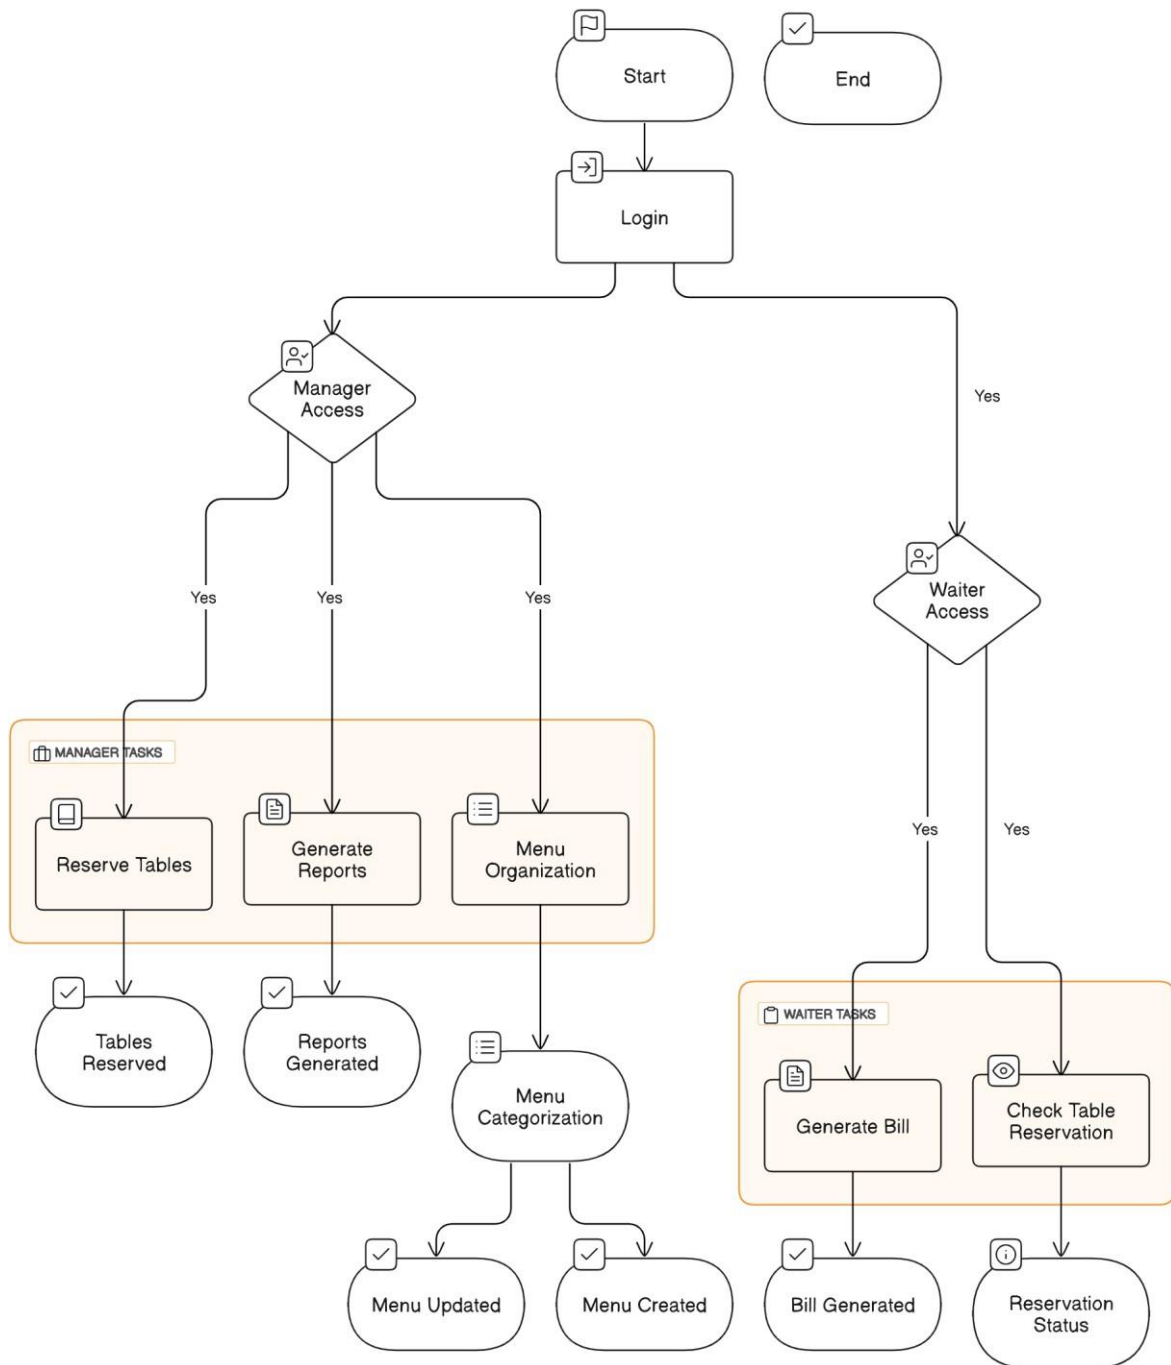 Start
End
Login
Manager
Access
Yes
Waiter
Access
Yes
Yes
Yes
MANAGER TASKS
Reserve Tables
Generate
Reports
Menu
Organization
Yes
Yes
Tables
Reserved
Reports
Generated
Menu
Categorization
WAITER TASKS
Generate Bill
Check Table
Reservation
Menu Updated
Menu Created
Bill Generated
Reservation
Status